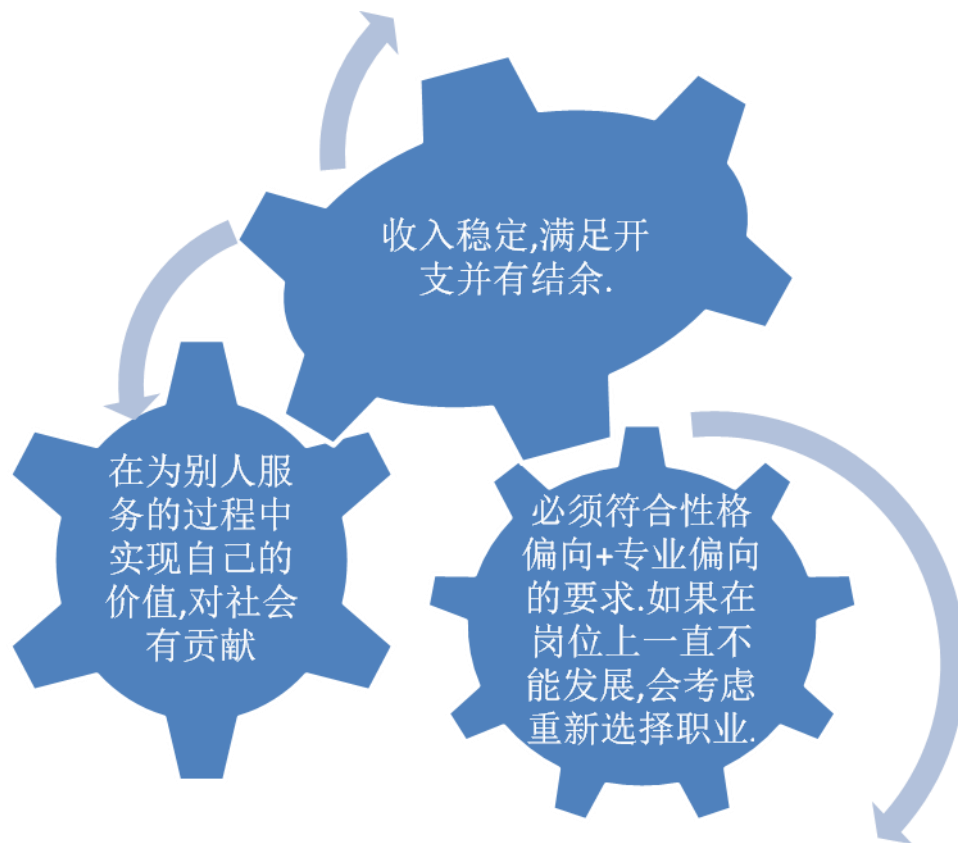 收入稳定,满足开
支并有结余.
在为别人服
务的过程中
实现自己的
价值,对社会
有贡献
必须符合性格
偏向+专业偏向
的要求.如果在
岗位上一直不
能发展,会考虑
重新选择职业.